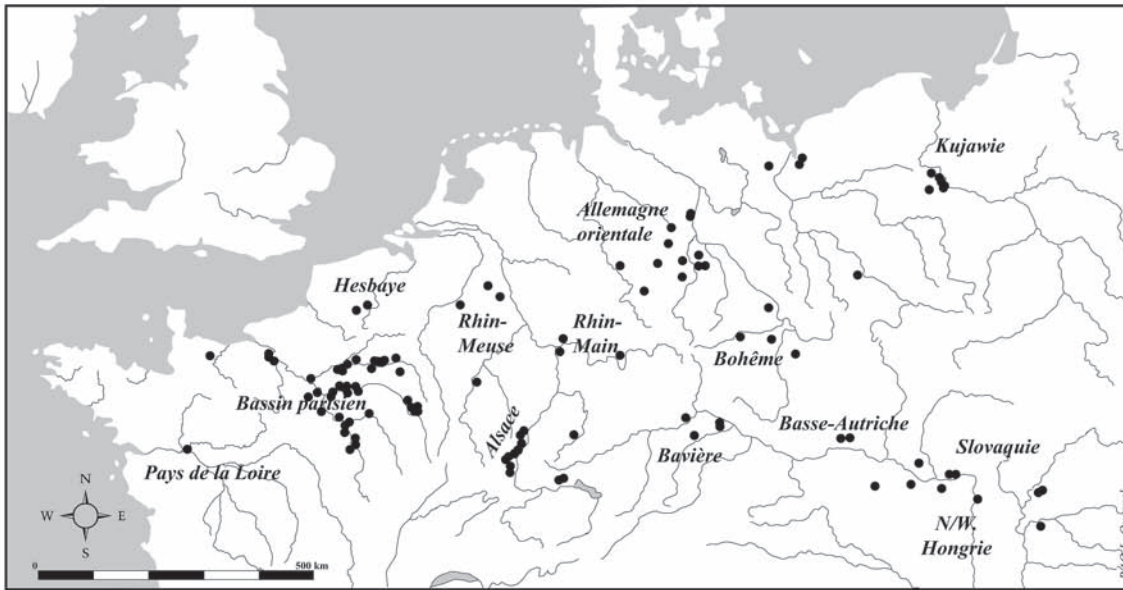 Kujawie
Allemagne
orientale
Hesbaye
Rhin-
Meuse
Rhin-
Main
Bohême
Bassin parisien
Alsace
Bavière
Basse-Autriche
Slovaquie
Pays de la Loire
N/W.
Hongrie
N
W
E
S
0
500 km